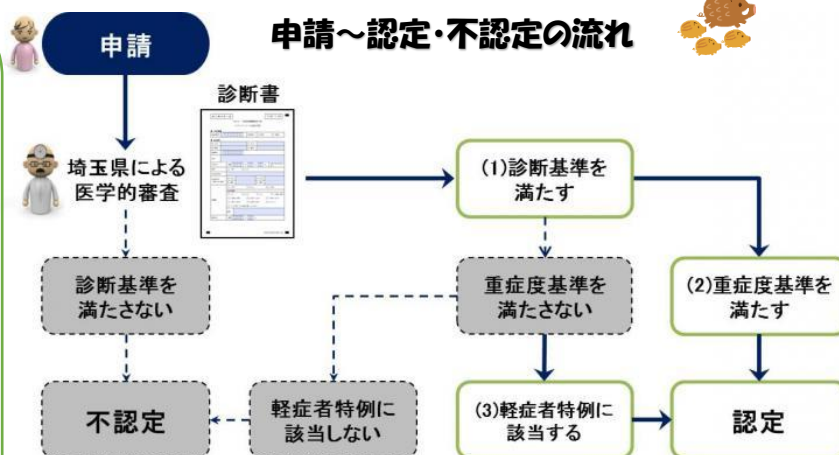 申請～認定・不認定の流れ
申請
診断書
埼玉県による
医学的審査
(1)診断基準を
満たす
診断基準を
満たさない
重症度基準を
満たさない
(2)重症度基準を
満たす
不認定
軽症者特例に
該当しない
(3)軽症者特例に
該当する
認定